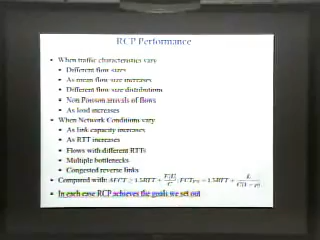 RCP Performance
• When traffic characteristics vary
• Different flow sizes
• As mean flow size increases
• Different flow size distributions
• Non Poisson arrivals of flows
• As load increases
• When Network Conditions vary
• As link capacity increases
• As RTT increases
• Flows with different RTTs
• Multiple bottlenecks
• Congested reverse links
• Compared with AFCT ≥ 1.5RTT + E[L]/C
• In each case RCP achieves the goals we set out